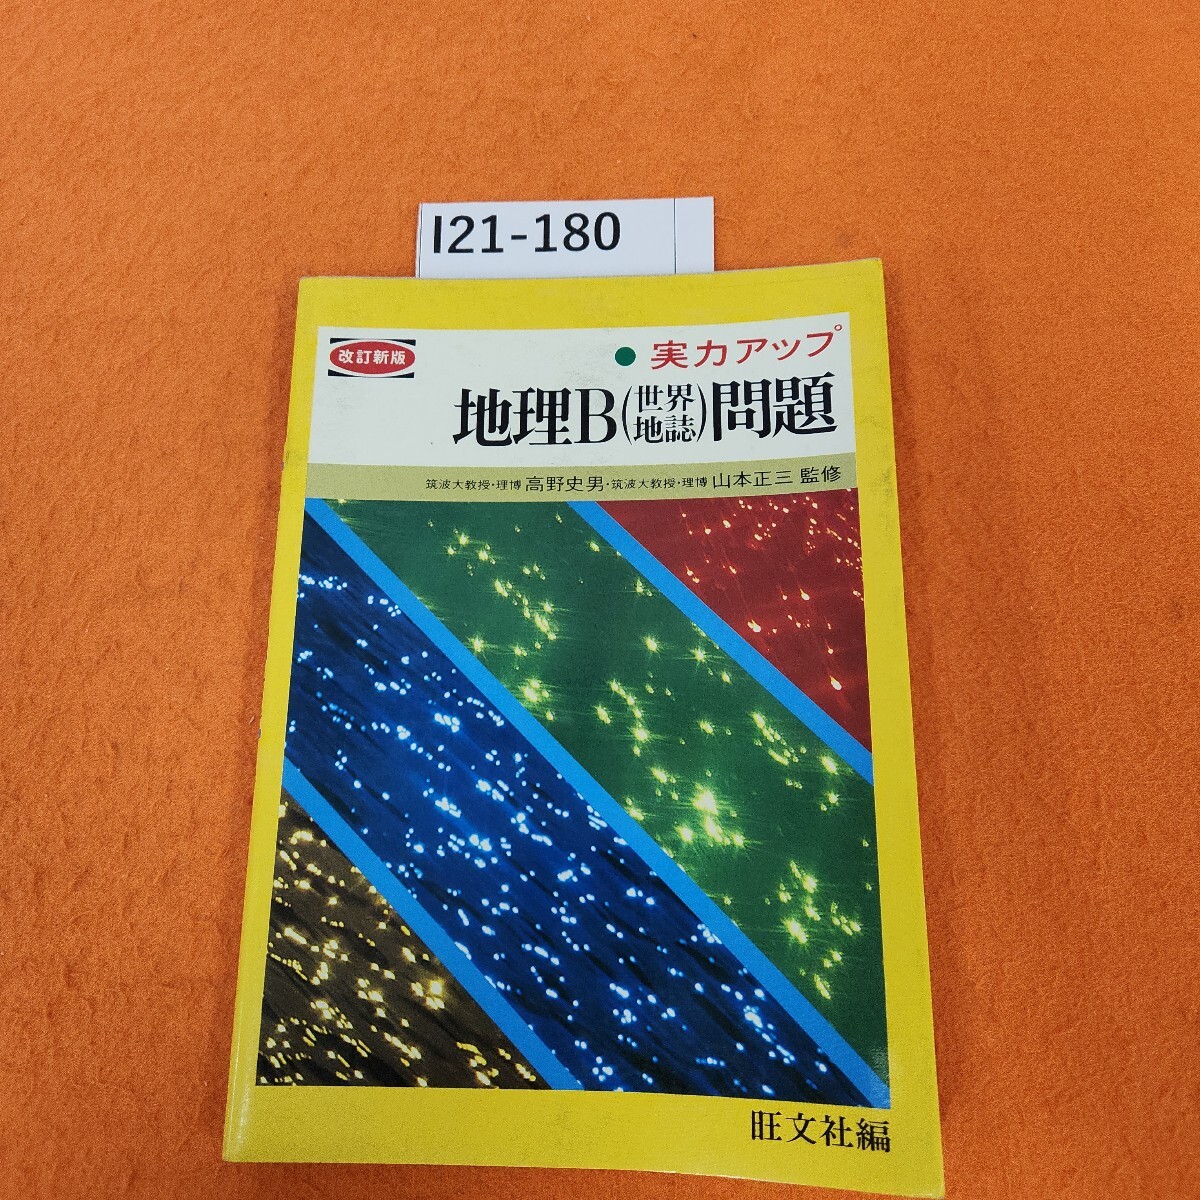 I21-180
改訂新版
● 実力アップ
地理B(世界地誌)問題
筑波大教授・理博 高野史男・筑波大教授・理博 山本正三 監修
旺文社編